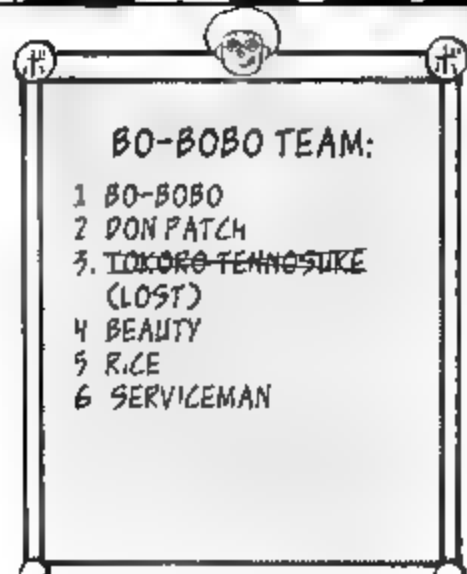 ボ ボ
BO-BOBO TEAM:
1 BO-BOBO
2 DON PATCH
3. TOKORO TENNOSUKE
(LOST)
4 BEAUTY
5 RICE
6 SERVICEMAN